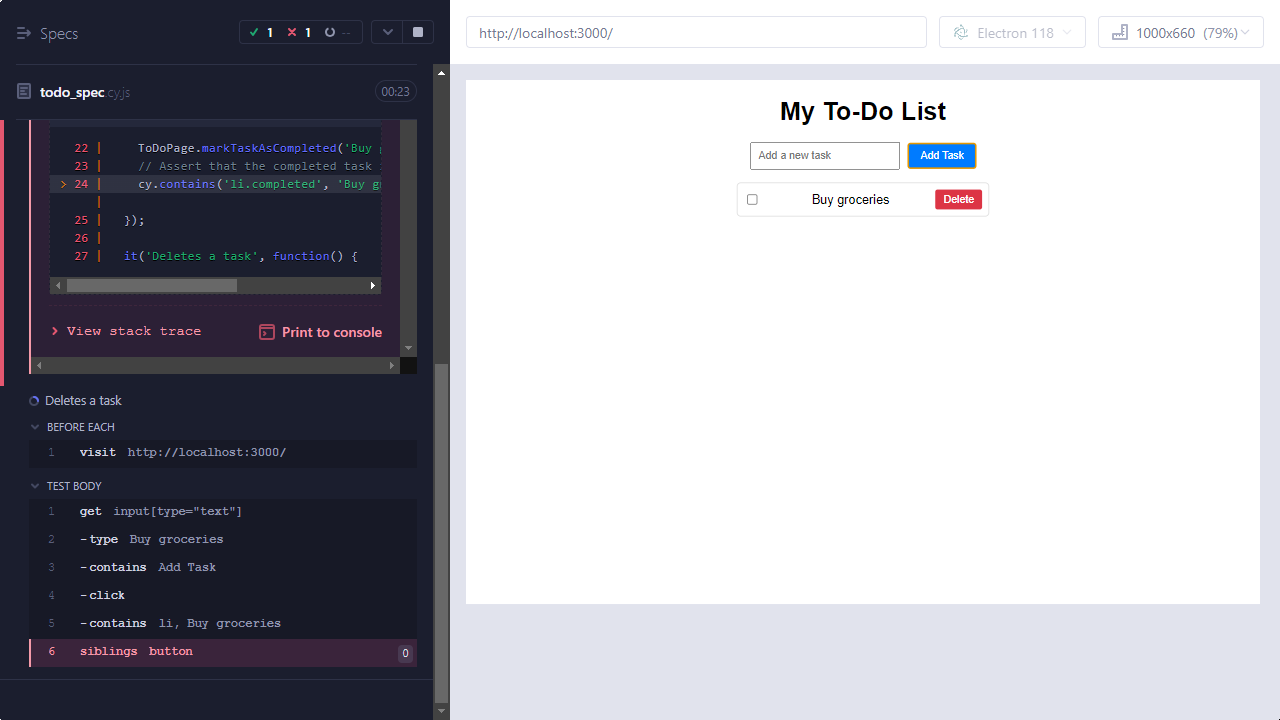 Specs
1
1
--
todo_spec.cy.js
00:23
22 | ToDoPage.markTaskAsCompleted('Buy
23 | // Assert that the completed task
> 24 | cy.contains('li.completed', 'Buy g
|
25 | });
26 |
27 | it('Deletes a task', function() {
View stack trace
Print to console
Deletes a task
BEFORE EACH
1 visit http://localhost:3000/
TEST BODY
1 get input[type="text"]
2 -type Buy groceries
3 -contains Add Task
4 -click
5 -contains li, Buy groceries
6 siblings button 0
http://localhost:3000/
Electron 118
1000x660 (79%)
My To-Do List
Add a new task
Add Task
Buy groceries
Delete